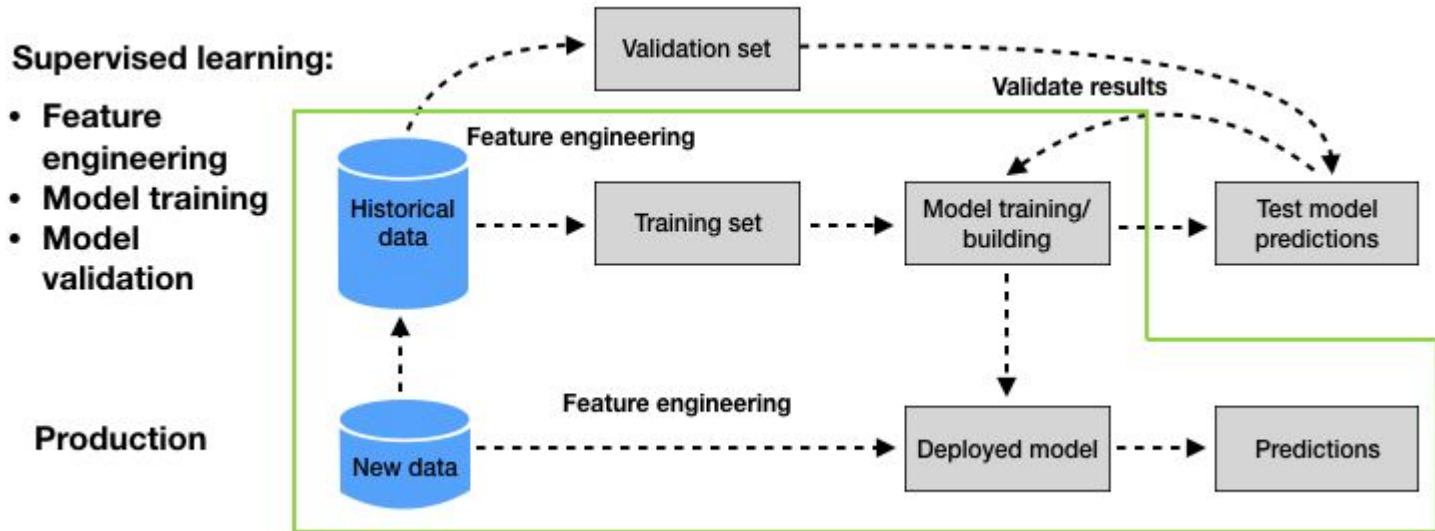 Supervised learning:
• Feature
engineering
• Model training
• Model
validation
Validation set
Validate results
Feature engineering
Historical
data
Training set
Model training/
building
Test model
predictions
Production
New data
Feature engineering
Deployed model
Predictions